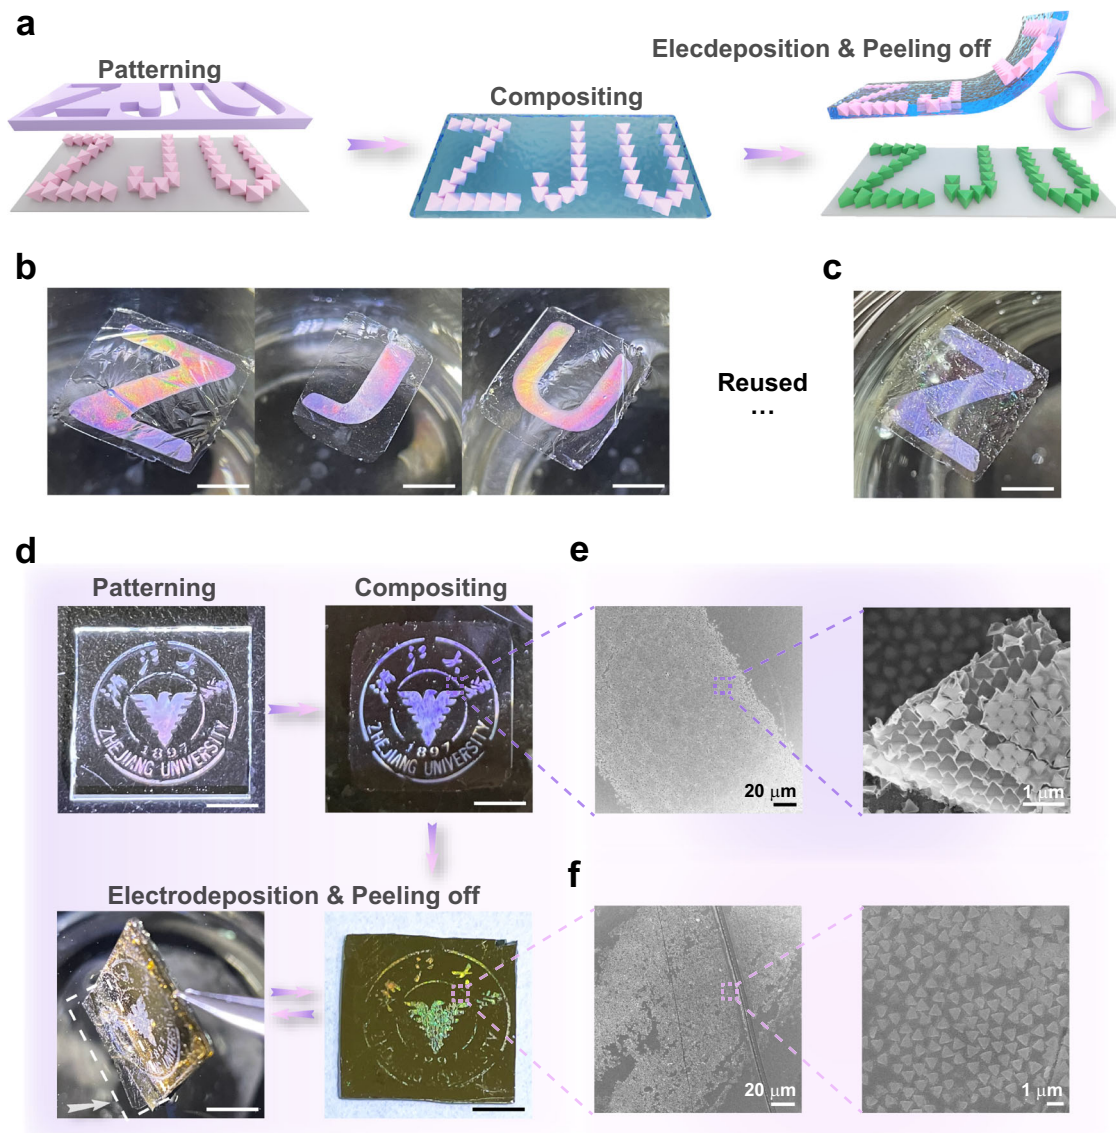 a
Patterning
Compositing
Elecdeposition & Peeling off
ZJU
Z J U
Z J U
Z J U
b
Z J U
Reused
...
c
Z
d
Patterning
Compositing
1897
ZHEJIANG UNIVERSITY
1897
ZHEJIANG UNIVERSITY
e
20 μm
1 μm
Electrodeposition & Peeling off
1897
f
20 μm
1 μm